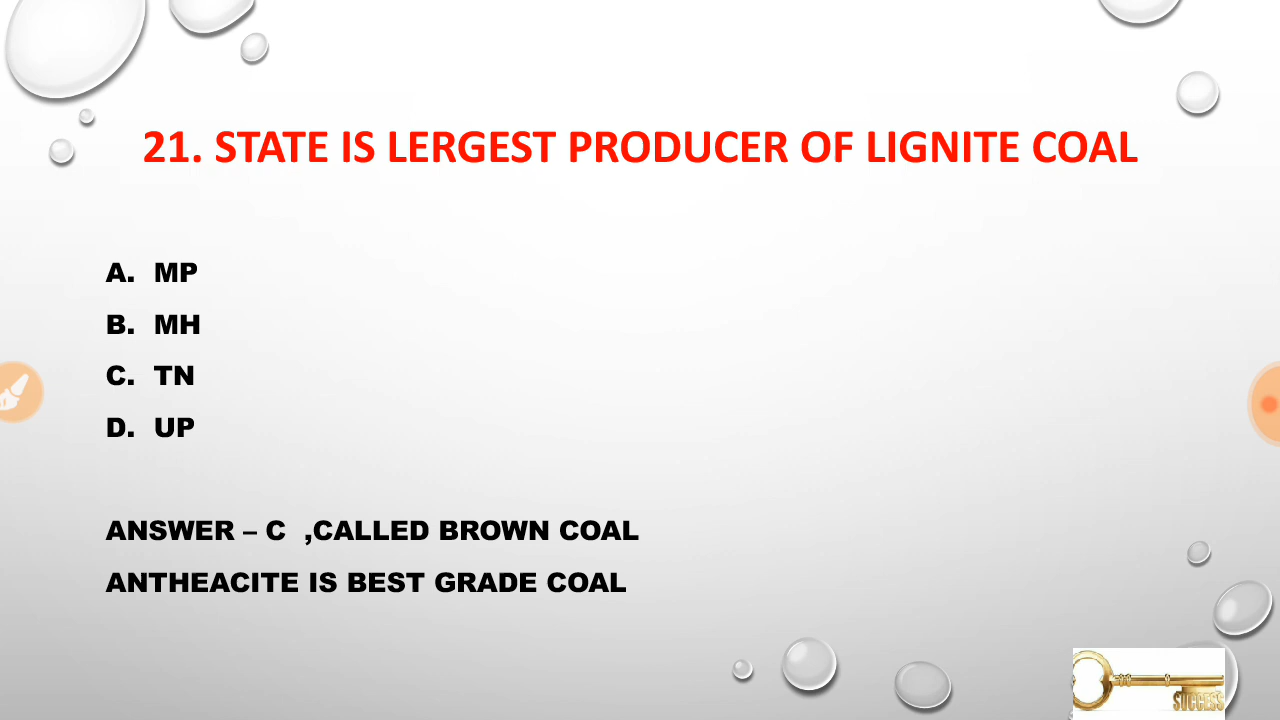 21. STATE IS LERGEST PRODUCER OF LIGNITE COAL
A. MP
B. MH
C. TN
D. UP
ANSWER – C ,CALLED BROWN COAL
ANTHEACITE IS BEST GRADE COAL
SUCCESS